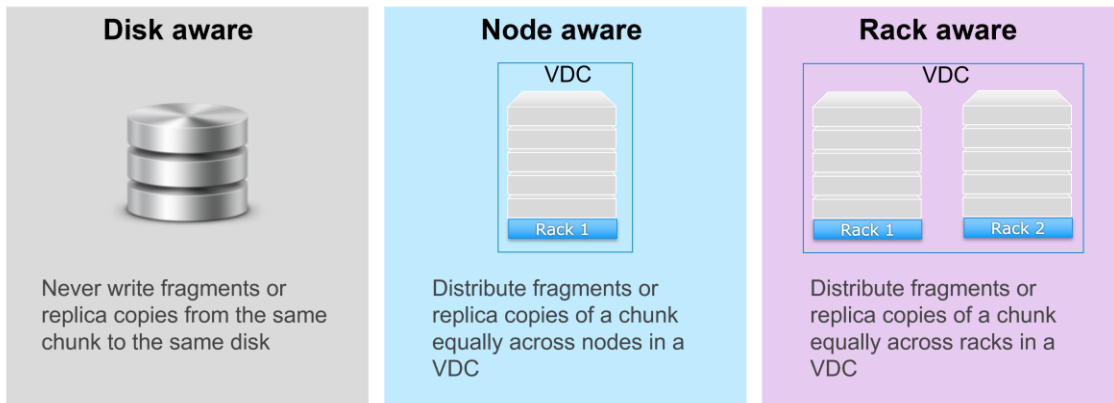 Disk aware
Never write fragments or
replica copies from the same
chunk to the same disk
Node aware
VDC
Rack 1
Distribute fragments or
replica copies of a chunk
equally across nodes in a
VDC
Rack aware
VDC
Rack 1
Rack 2
Distribute fragments or
replica copies of a chunk
equally across racks in a
VDC